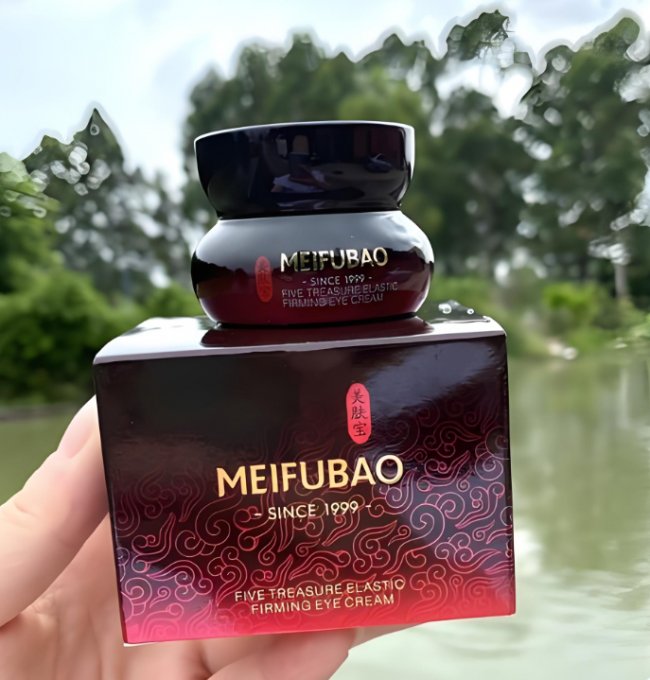 MEIFUBAO
- SINCE 1999 -
FIVE TREASURE ELASTIC
FIRMING EYE CREAM
美肤宝
MEIFUBAO
- SINCE 1999 -
FIVE TREASURE ELASTIC
FIRMING EYE CREAM